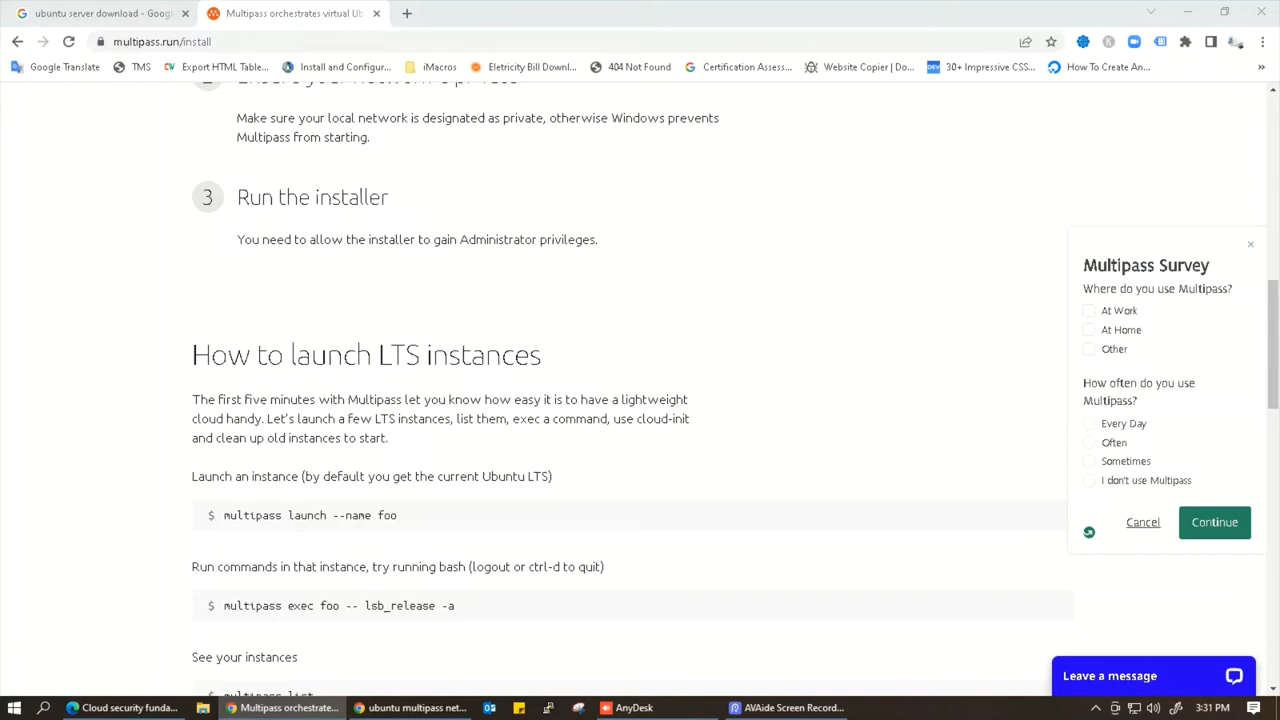 ubuntu server download - Googl
Multipass orchestrates virtual Ub
multipass.run/install
Google Translate
TMS
Export HTML Table...
Install and Configur...
iMacros
Eletricity Bill Downl...
404 Not Found
Certification Assess...
Website Copier | Do...
30+ Impressive CSS...
How To Create An...
»
Make sure your local network is designated as private, otherwise Windows prevents
Multipass from starting.
3 Run the installer
You need to allow the installer to gain Administrator privileges.
How to launch LTS instances
The first five minutes with Multipass let you know how easy it is to have a lightweight
cloud handy. Let's launch a few LTS instances, list them, exec a command, use cloud-init
and clean up old instances to start.
Launch an instance (by default you get the current Ubuntu LTS)
$ multipass launch --name foo
Run commands in that instance, try running bash (logout or ctrl-d to quit)
$ multipass exec foo -- lsb_release -a
See your instances
multipass list
Multipass Survey
Where do you use Multipass?
At Work
At Home
Other
How often do you use
Multipass?
Every Day
Often
Sometimes
I don't use Multipass
Cancel
Continue
Leave a message
Cloud security funda...
Multipass orchestrate...
ubuntu multipass net...
AnyDesk
AVAide Screen Record...
3:31 PM